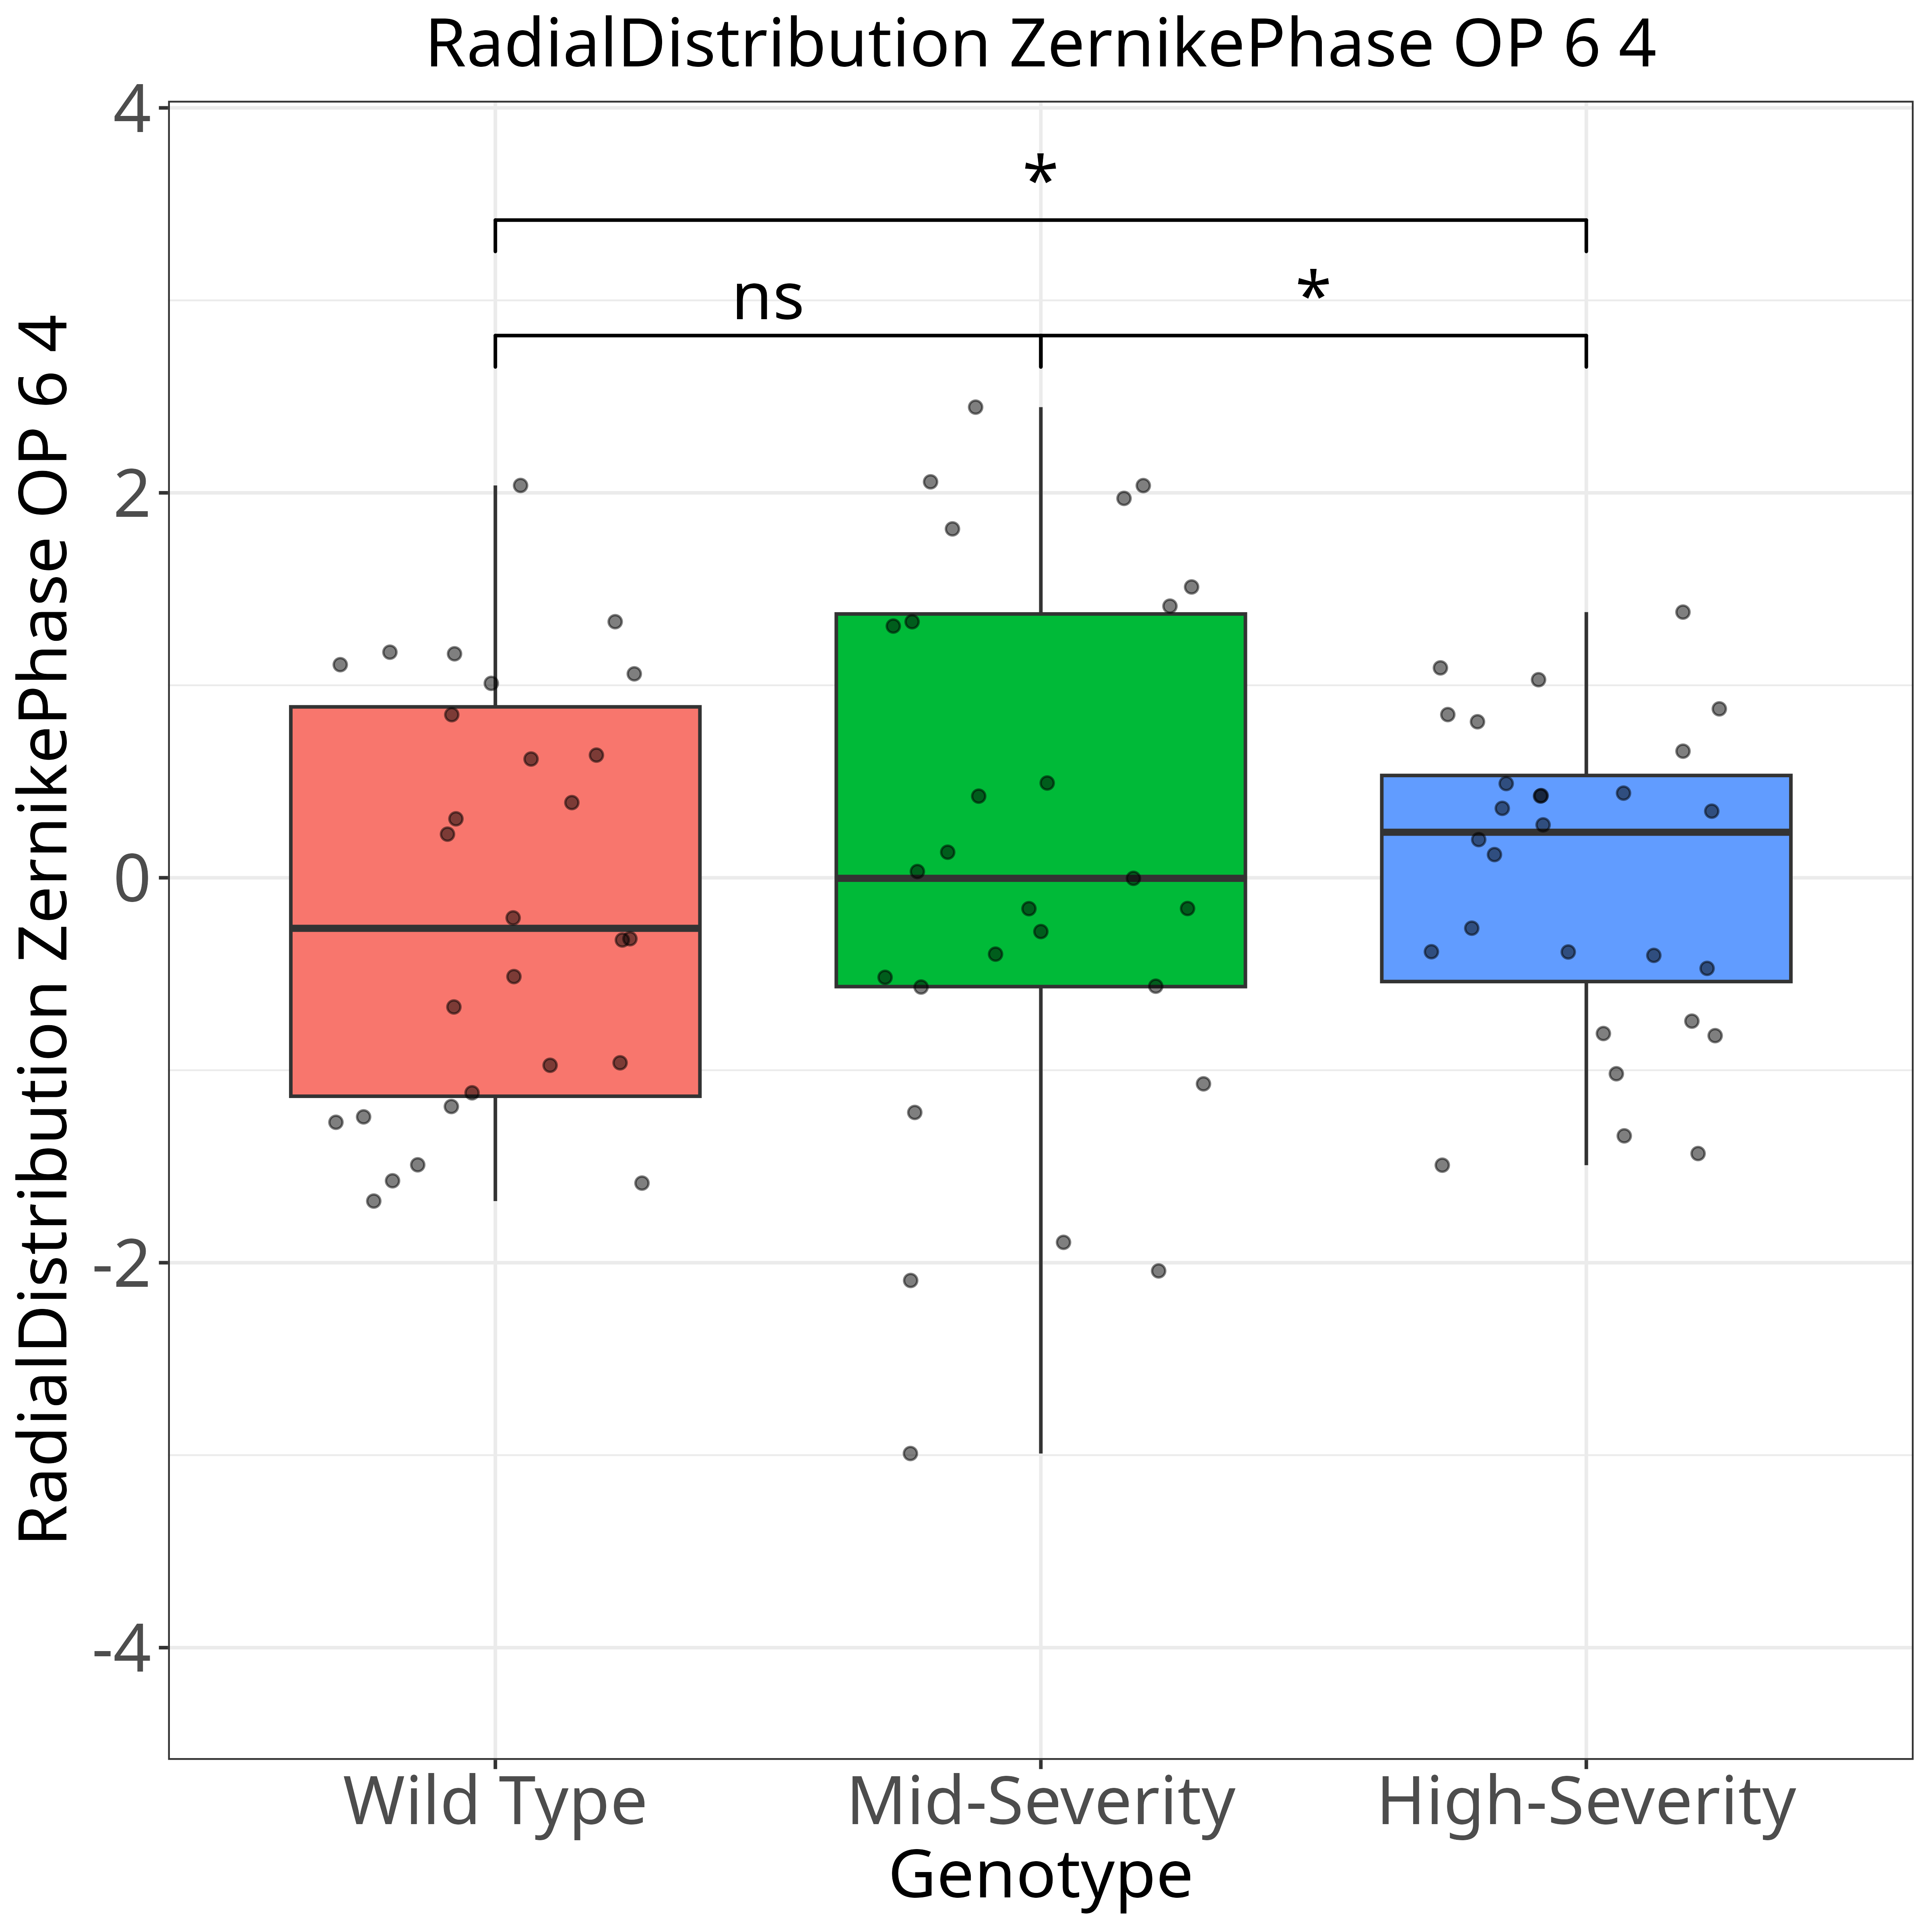 RadialDistribution ZernikePhase OP 6 4
RadialDistribution ZernikePhase OP 6 4
4
2
0
-2
-4
*
ns
*
Wild Type
Mid-Severity
High-Severity
Genotype